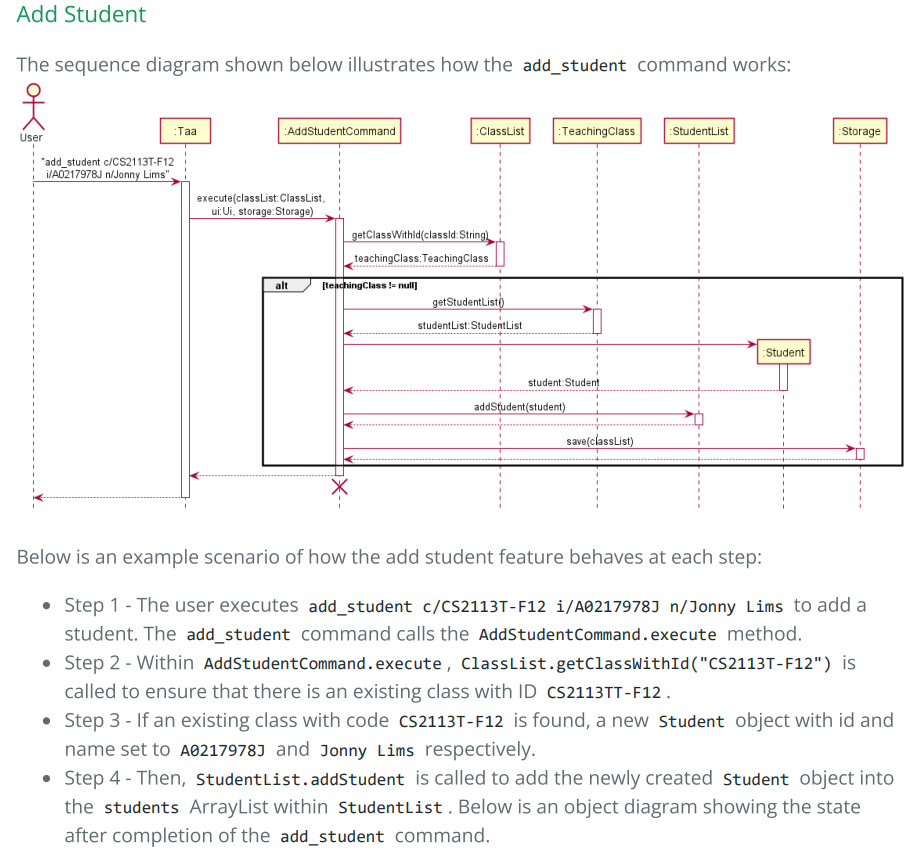 Add Student
The sequence diagram shown below illustrates how the add_student command works:
User
:Taa
:AddStudentCommand
:ClassList
:TeachingClass
:StudentList
:Storage
"add_student c/CS2113T-F12
i/A0217978J n/Jonny Lims"
execute(classList:ClassList,
ui:Ui, storage:Storage)
getClassWithId(classId:String)
teachingClass:TeachingClass
alt
[teachingClass != null]
getStudentList()
studentList:StudentList
:Student
student:Student
addStudent(student)
save(classList)
Below is an example scenario of how the add student feature behaves at each step:
• Step 1 - The user executes add_student c/CS2113T-F12 i/A0217978J n/Jonny Lims to add a
student. The add_student command calls the AddStudentCommand.execute method.
• Step 2 - Within AddStudentCommand.execute, ClassList.getClassWithId("CS2113T-F12") is
called to ensure that there is an existing class with ID CS2113TT-F12.
• Step 3 - If an existing class with code CS2113T-F12 is found, a new Student object with id and
name set to A0217978J and Jonny Lims respectively.
• Step 4 - Then, StudentList.addStudent is called to add the newly created Student object into
the students ArrayList within StudentList. Below is an object diagram showing the state
after completion of the add_student command.